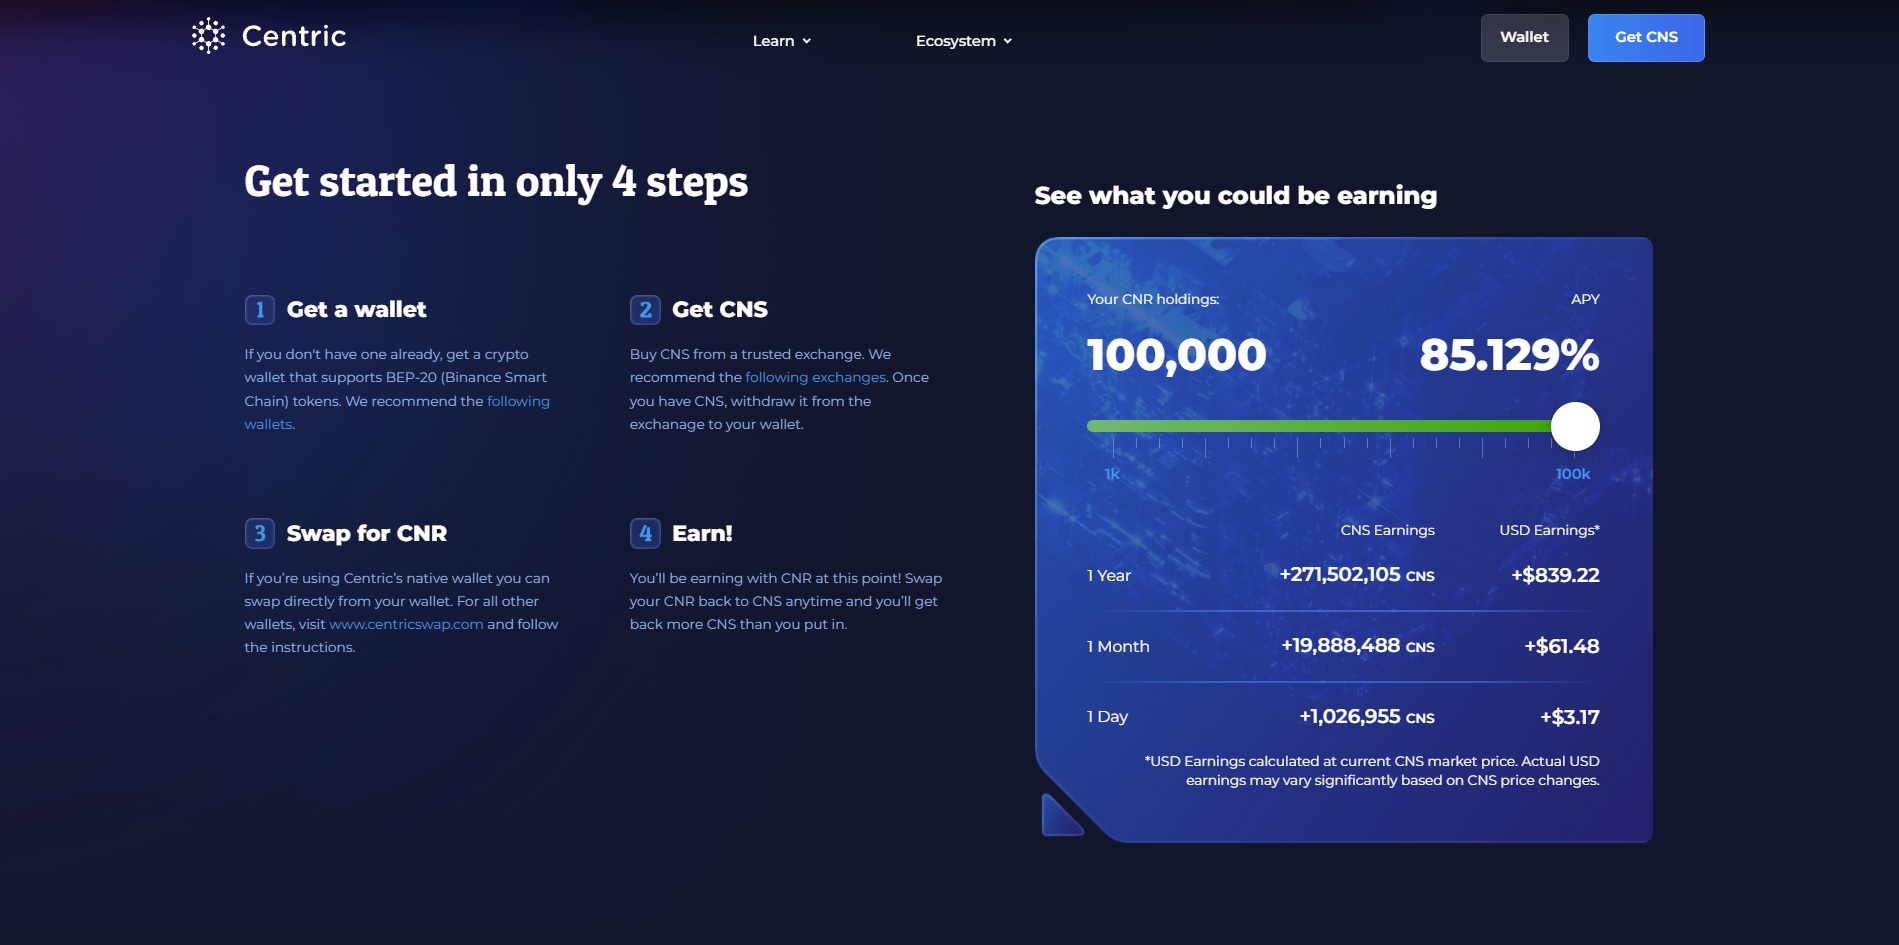 Centric
Learn
Ecosystem
Wallet
Get CNS
Get started in only 4 steps
1 Get a wallet
If you don't have one already, get a crypto
wallet that supports BEP-20 (Binance Smart
Chain) tokens. We recommend the following
wallets.
2 Get CNS
Buy CNS from a trusted exchange. We
recommend the following exchanges. Once
you have CNS, withdraw it from the
exchanage to your wallet.
3 Swap for CNR
If you’re using Centric’s native wallet you can
swap directly from your wallet. For all other
wallets, visit www.centricswap.com and follow
the instructions.
4 Earn!
You’ll be earning with CNR at this point! Swap
your CNR back to CNS anytime and you’ll get
back more CNS than you put in.
See what you could be earning
Your CNR holdings: APY
100,000 85.129%
1k 100k
CNS Earnings USD Earnings*
1 Year +271,502,105 CNS +$839.22
1 Month +19,888,488 CNS +$61.48
1 Day +1,026,955 CNS +$3.17
*USD Earnings calculated at current CNS market price. Actual USD
earnings may vary significantly based on CNS price changes.